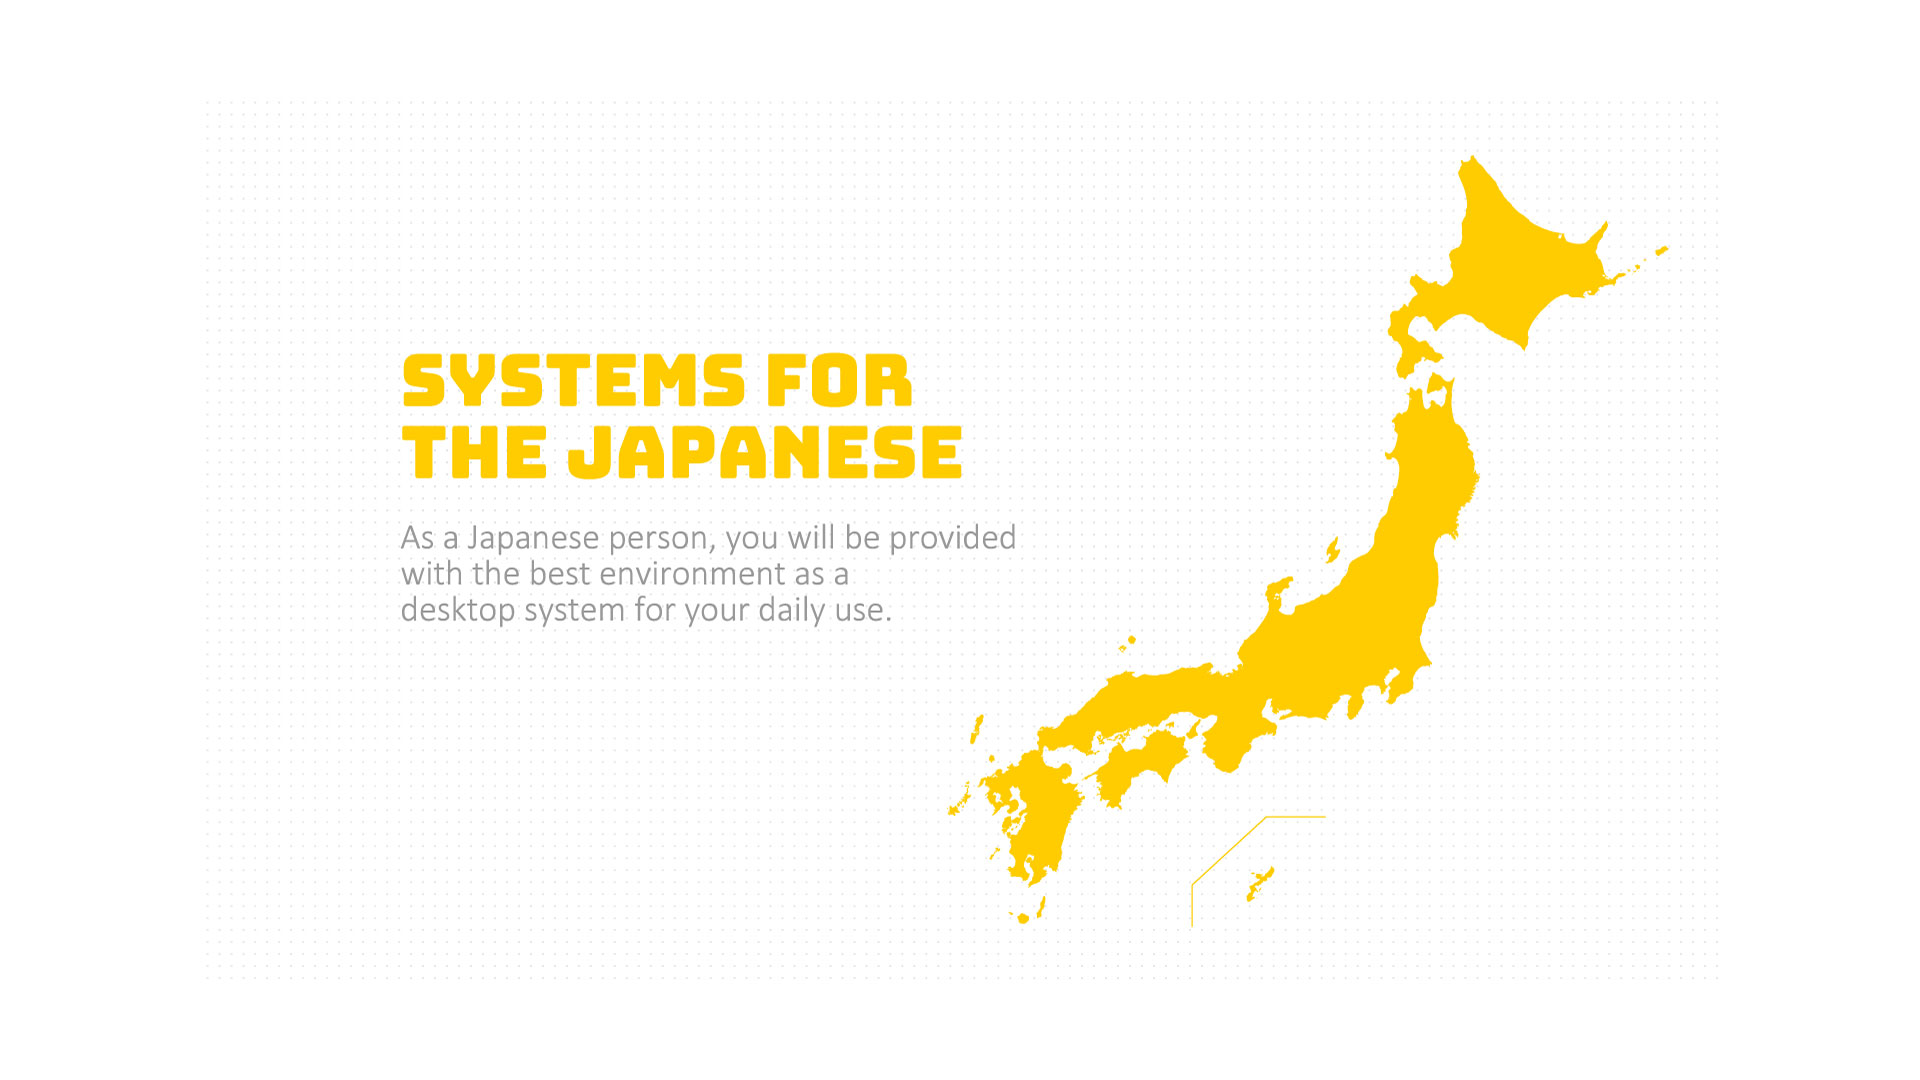 SYSTEMS FOR
THE JAPANESE
As a Japanese person, you will be provided
with the best environment as a
desktop system for your daily use.